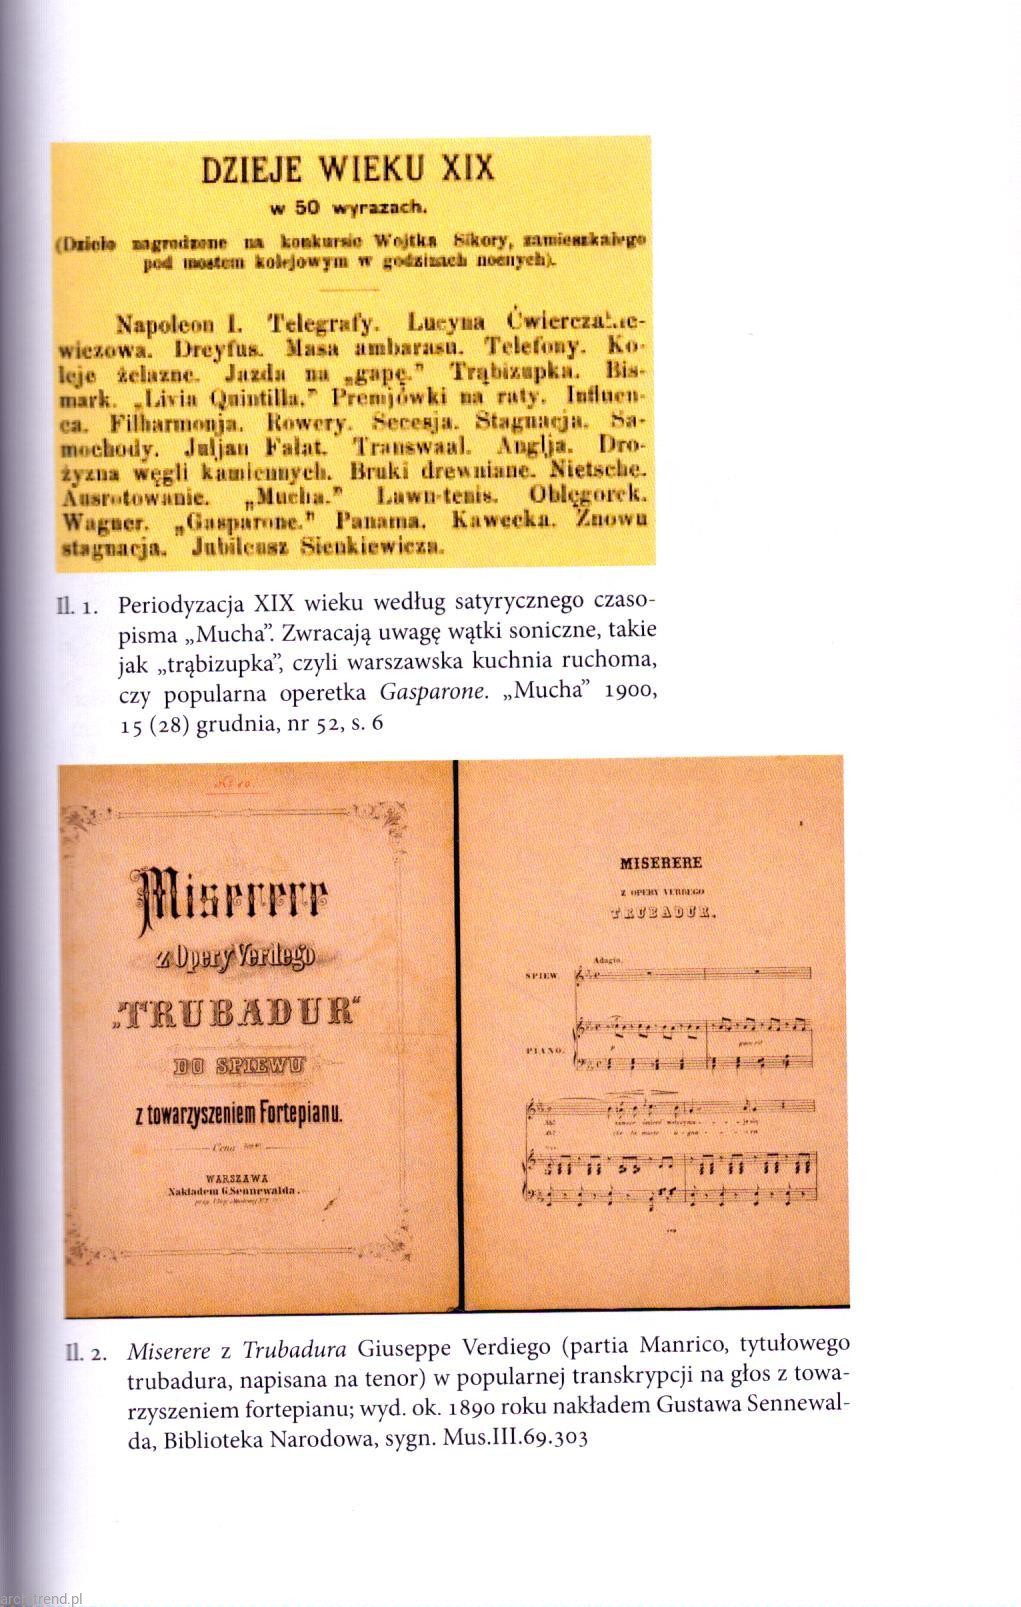 DZIEJE WIEKU XIX
w 50 wyrazach.
(Dzieło nagrodzone na konkursie Wojtka Sikory, zamieszkałego
pod mostem kolejowym w godzinach nocnych).
Napoleon I. Telegrafy. Lucyna Ćwierczakie-
wiczowa. Dreyfus. Masa ambarasu. Telefony. Ko-
leje żelazne. Jazda na „gapę.” Trąbizupka. Bis-
mark. „Livia Quintilla.” Premjówki na raty. Influen-
ca. Filharmonja. Rowery. Secesja. Stagnacja. Sa-
mochody. Juljan Fałat. Transwaal. Anglja. Dro-
żyzna węgli kamiennych. Bruki drewniane. Nietsche.
Ausrotowanie. „Mucha.” Lawn-tenis. Oblęgorek.
Wagner. „Gasparone.” Panama. Kawecka. Znowu
stagnacja. Jubileusz Sienkiewicza.
Il. 1. Periodyzacja XIX wieku według satyrycznego czaso-
pisma „Mucha”. Zwracają uwagę wątki soniczne, takie
jak „trąbizupka”, czyli warszawska kuchnia ruchoma,
czy popularna operetka Gasparone. „Mucha” 1900,
15 (28) grudnia, nr 52, s. 6
Miserere
z Opery Verdego
„TRUBADUR“
DO SPIEWU
z towarzyszeniem Fortepianu.
Cena
WARSZAWA
Nakładem G. Sennewalda.
MISERERE
Z OPERY VERDEGO
TRUBADUR.
Adagio.
SPIEW
PIANO.
Il. 2. Miserere z Trubadura Giuseppe Verdiego (partia Manrico, tytułowego
trubadura, napisana na tenor) w popularnej transkrypcji na głos z towa-
rzyszeniem fortepianu; wyd. ok. 1890 roku nakładem Gustawa Sennewal-
da, Biblioteka Narodowa, sygn. Mus.III.69.303